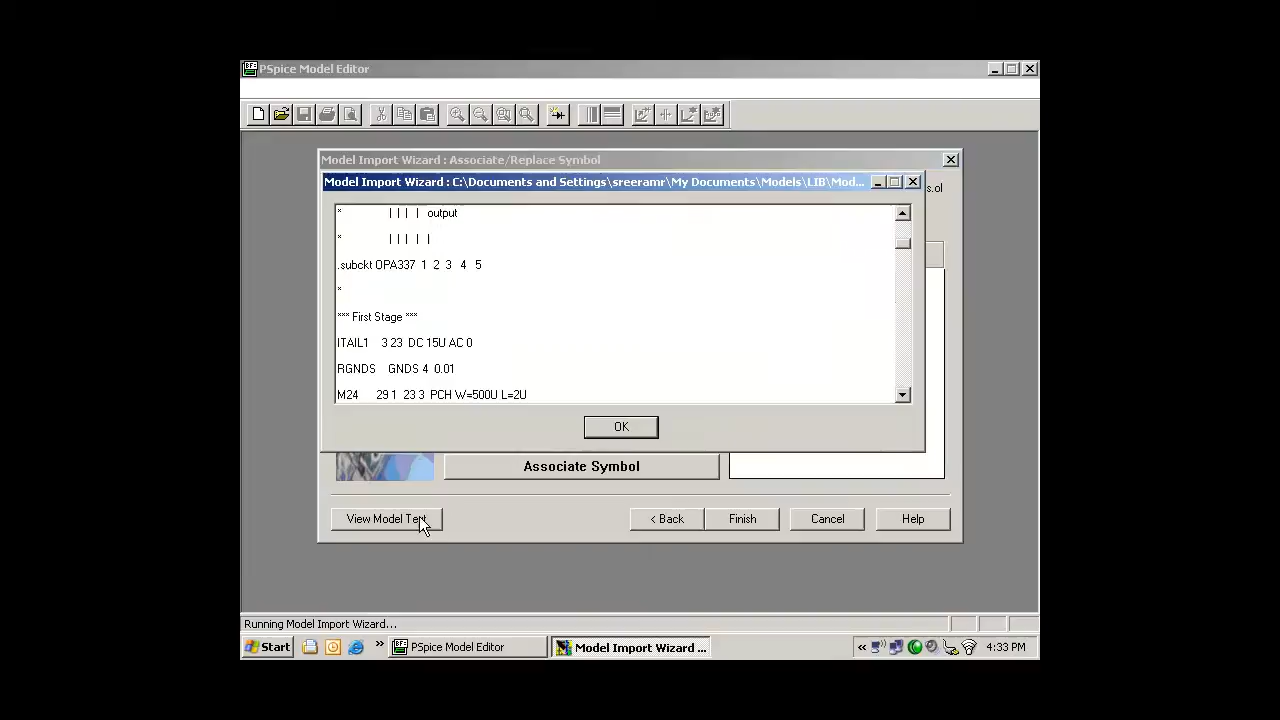 PSpice Model Editor
Model Import Wizard : Associate/Replace Symbol
Model Import Wizard : C:\Documents and Settings\sreeramr\My Documents\Models\LIB\Mod...
s.ol
* | | | | output
* | | | | |
.subckt OPA337 1 2 3 4 5
*
*** First Stage ***
ITAIL1 3 23 DC 15U AC 0
RGNDS GNDS 4 0.01
M24 29 1 23 3 PCH W=500U L=2U
OK
Associate Symbol
View Model Text
< Back
Finish
Cancel
Help
Running Model Import Wizard...
Start
»
PSpice Model Editor
Model Import Wizard ...
«
4:33 PM